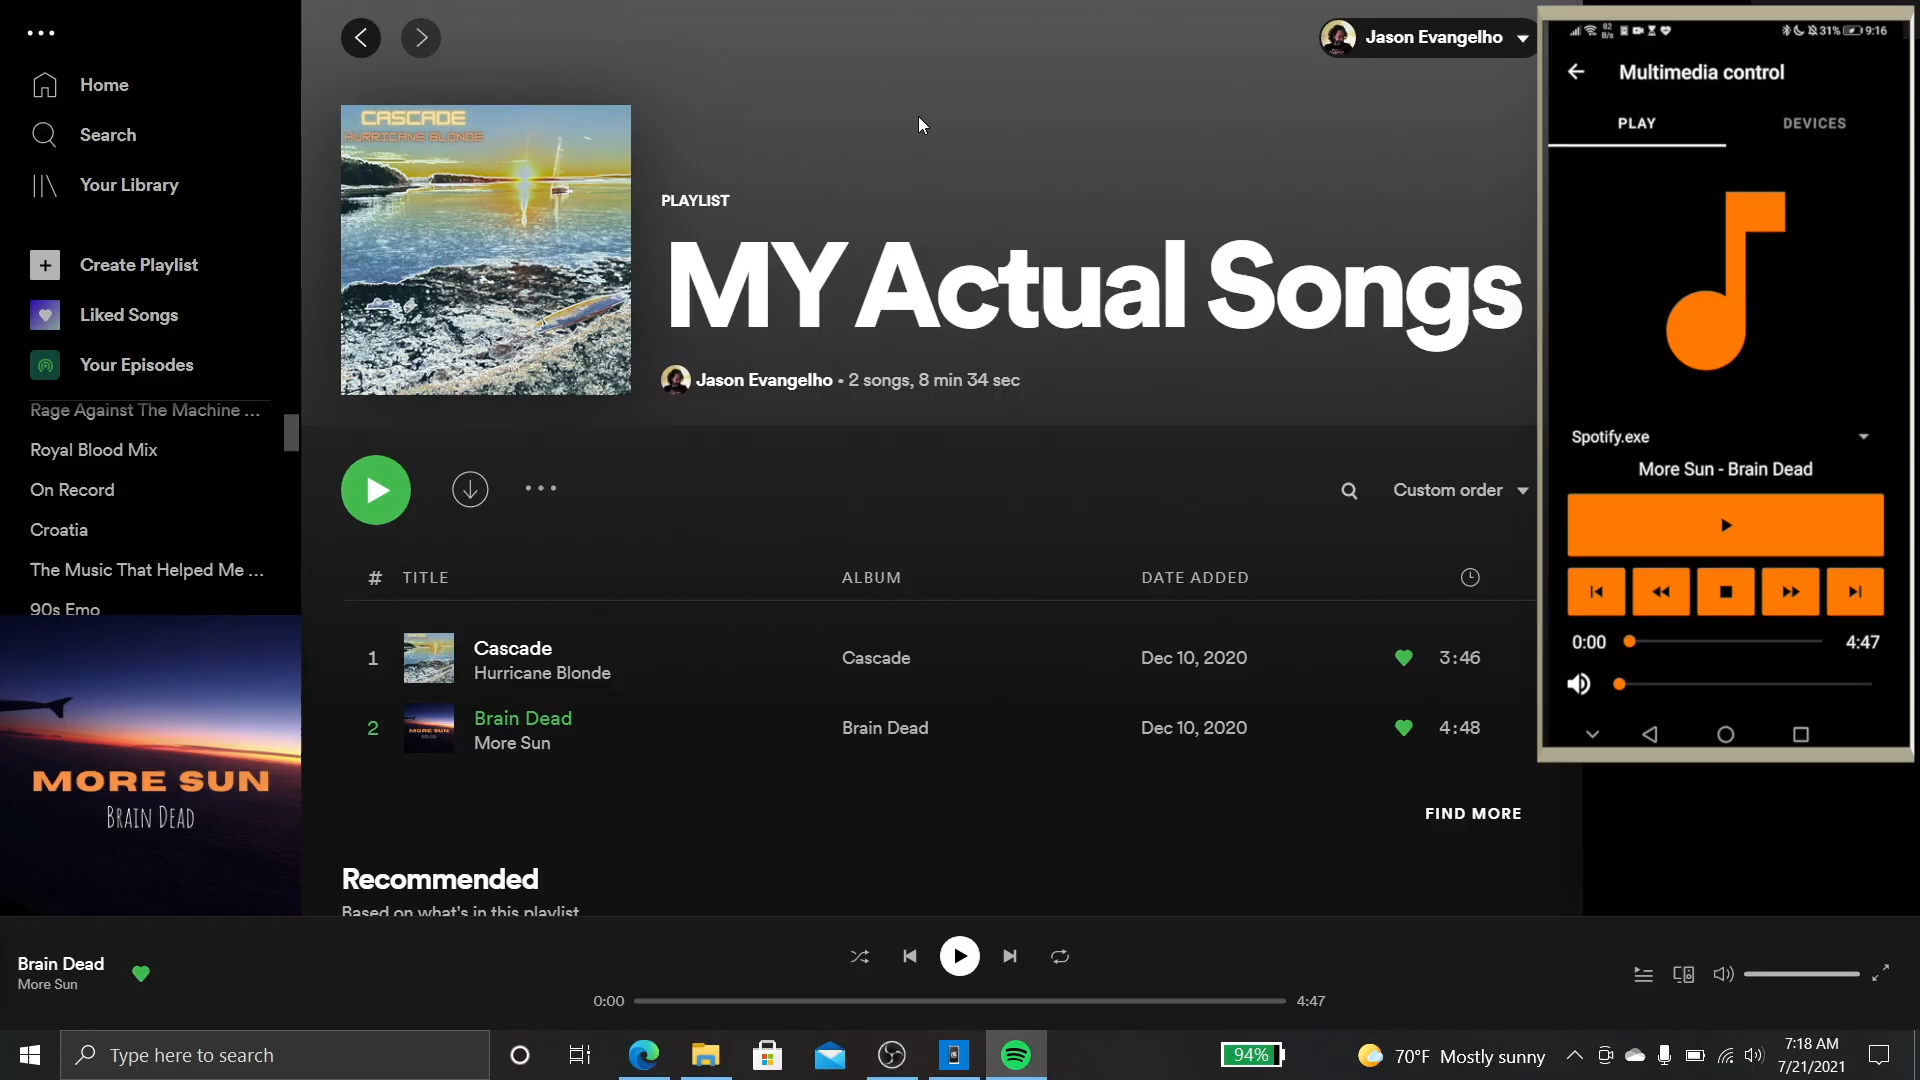 Home
Search
Your Library
Create Playlist
Liked Songs
Your Episodes
Rage Against The Machine ...
Royal Blood Mix
On Record
Croatia
The Music That Helped Me ...
90s Emo
MORE SUN
BRAIN DEAD
Jason Evangelho
CASCADE
HURRICANE BLONDE
PLAYLIST
MY Actual Songs
Jason Evangelho • 2 songs, 8 min 34 sec
Custom order
# TITLE ALBUM DATE ADDED
1 Cascade Cascade Dec 10, 2020 3:46
Hurricane Blonde
2 Brain Dead Brain Dead Dec 10, 2020 4:48
More Sun
MORE SUN
FIND MORE
Recommended
Based on what's in this playlist
82 B/s 31% 9:16
Multimedia control
PLAY DEVICES
Spotify.exe
More Sun - Brain Dead
0:00 4:47
Brain Dead
More Sun
0:00 4:47
Type here to search
94%
70°F Mostly sunny
7:18 AM
7/21/2021